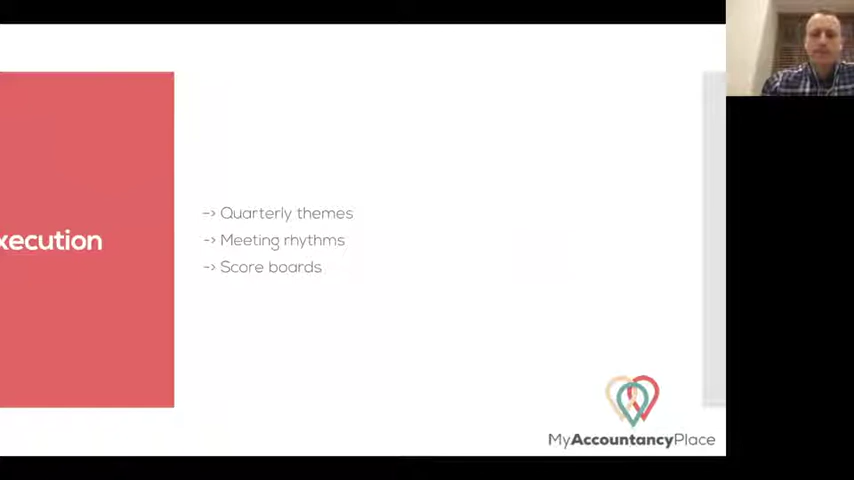 xecution
-> Quarterly themes
-> Meeting rhythms
-> Score boards
MyAccountancyPlace